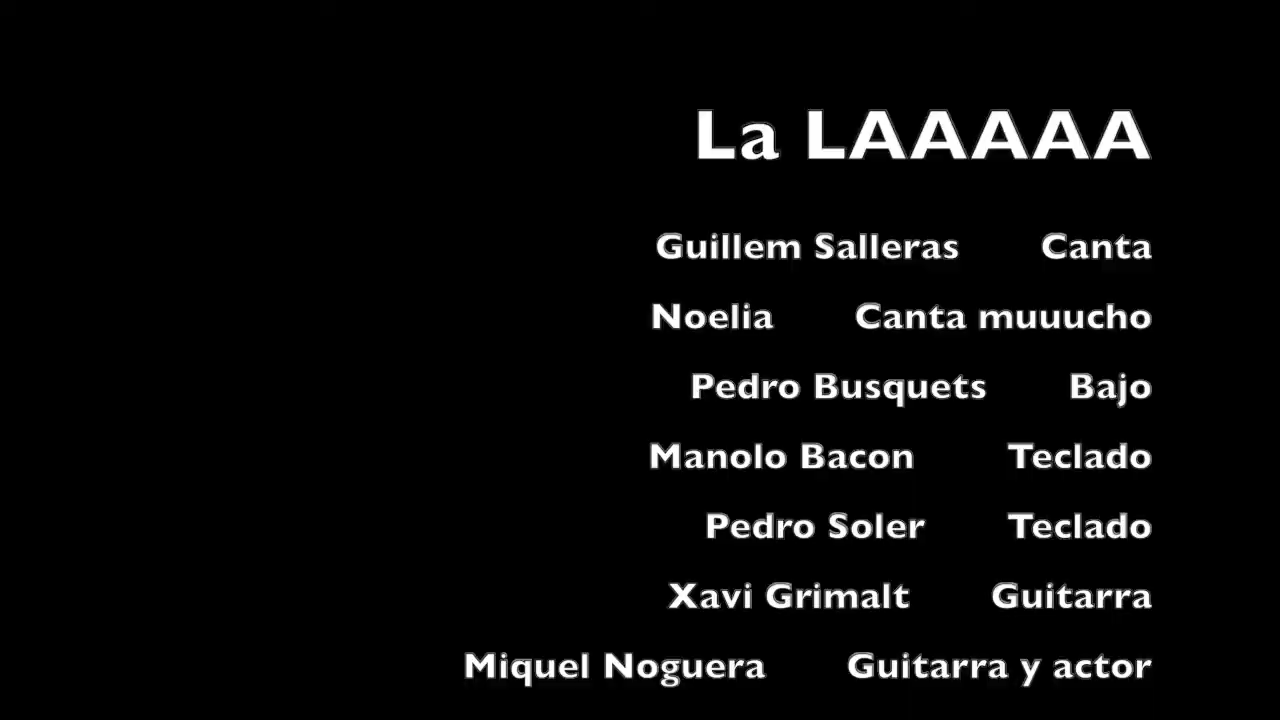 La LAAAAA
Guillem Salleras Canta
Noelia Canta muuucho
Pedro Busquets Bajo
Manolo Bacon Teclado
Pedro Soler Teclado
Xavi Grimalt Guitarra
Miquel Noguera Guitarra y actor